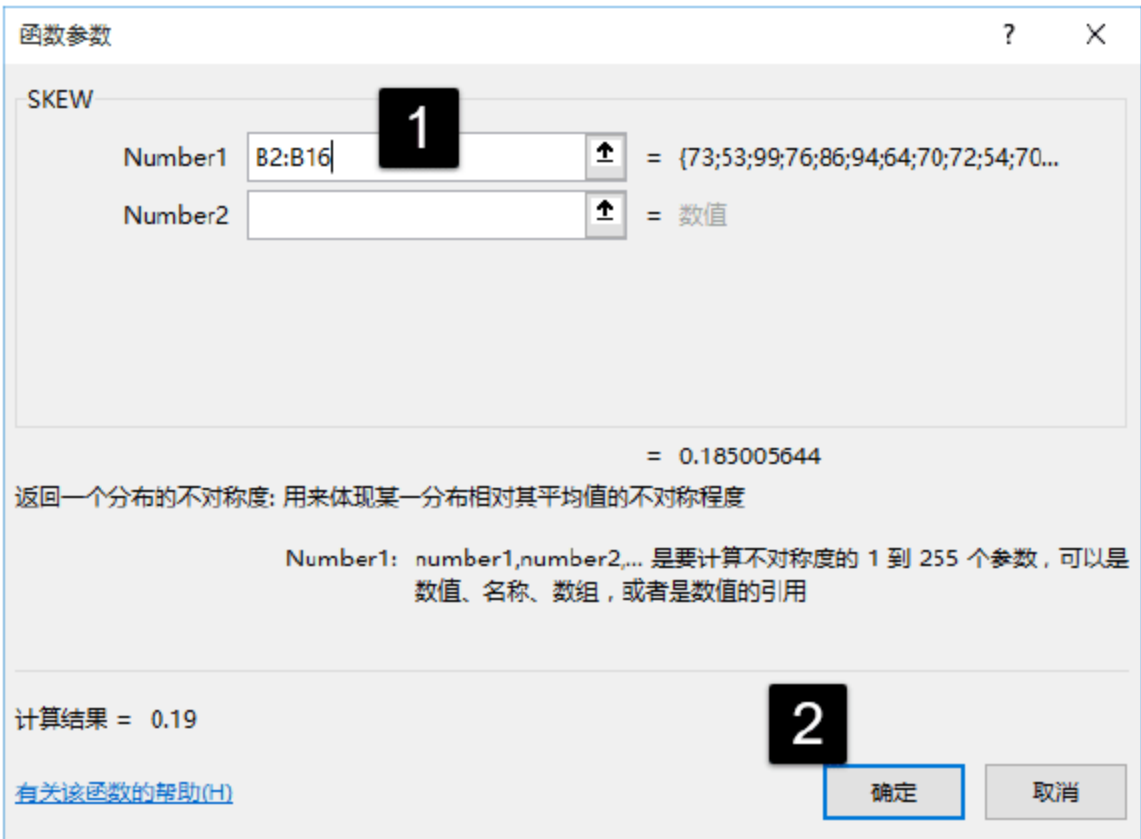 函数参数
?
SKEW
1
Number1 B2:B16 = {73;53;99;76;86;94;64;70;72;54;70...
Number2 = 数值
= 0.185005644
返回一个分布的不对称度: 用来体现某一分布相对其平均值的不对称程度
Number1: number1,number2,... 是要计算不对称度的 1 到 255 个参数，可以是
数值、名称、数组，或者是数值的引用
计算结果 = 0.19
2
有关该函数的帮助(H) 确定 取消